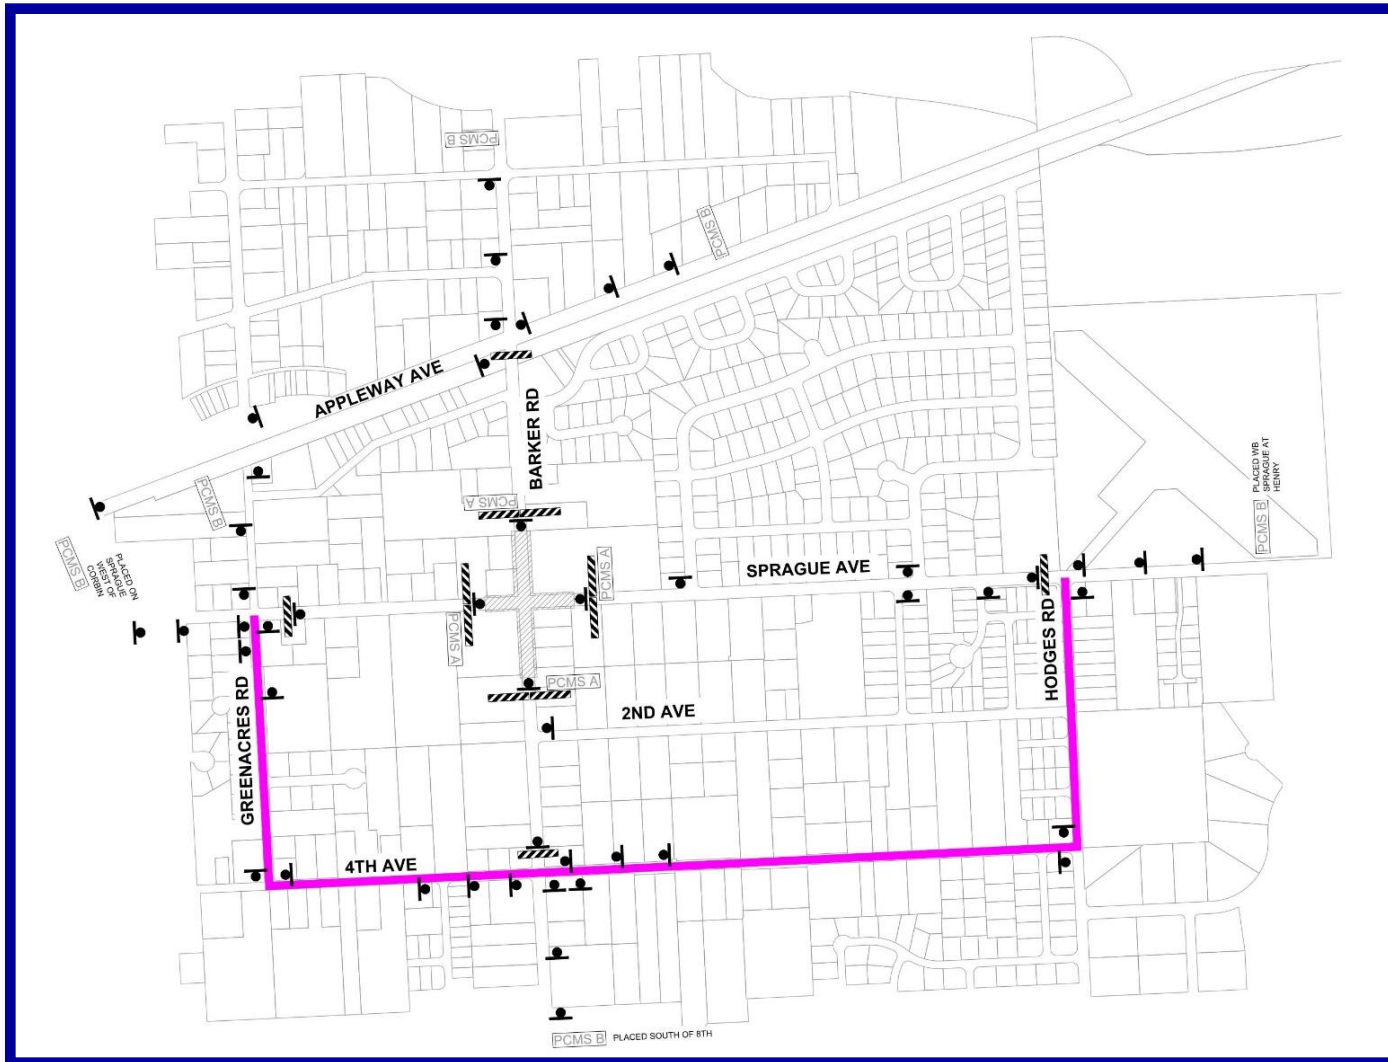 PCMS B
PCMS B
APPLEWAY AVE
BARKER RD
PCMS B
PCMS A
PLACED WB
SPRAGUE AT
HENRY
PCMS B
PCMS B
PLACED ON
SPRAGUE
WEST OF
CORBIN
PCMS A
SPRAGUE AVE
PCMS A
HODGES RD
PCMS A
GREENACRES RD
2ND AVE
4TH AVE
PCMS B
PLACED SOUTH OF 8TH